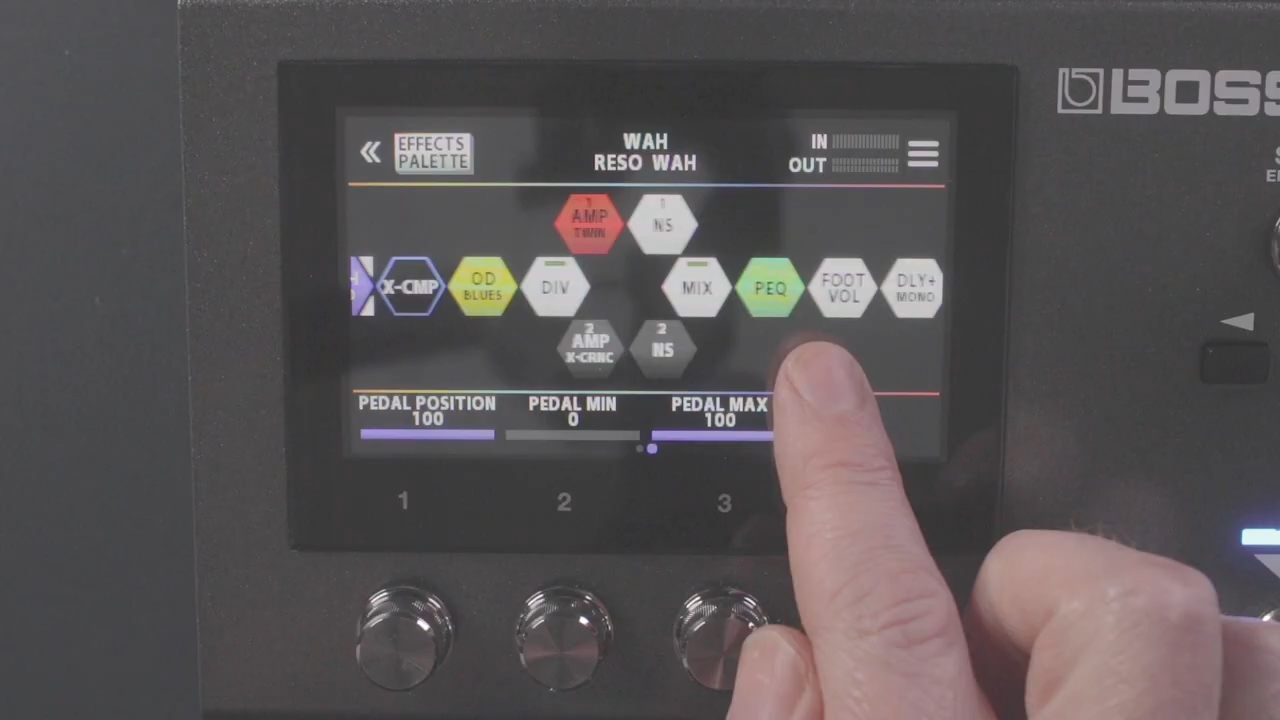 BOSS
«
EFFECTS
PALETTE
WAH
RESO WAH
IN
OUT
1
AMP
TWIN
1
NS
X-CMP
OD
BLUES
DIV
MIX
PEQ
FOOT
VOL
DLY+
MONO
2
AMP
X-CRNC
2
NS
PEDAL POSITION
100
PEDAL MIN
0
PEDAL MAX
100
1
2
3